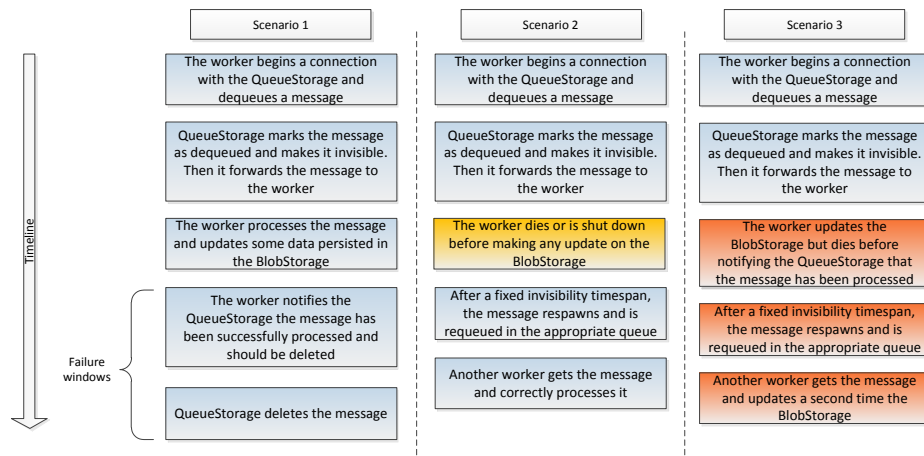 Scenario 1
Scenario 2
Scenario 3
Timeline
The worker begins a connection
with the QueueStorage and
dequeues a message
QueueStorage marks the message
as dequeued and makes it invisible.
Then it forwards the message to
the worker
The worker processes the message
and updates some data persisted in
the BlobStorage
Failure
windows
The worker notifies the
QueueStorage the message has
been successfully processed and
should be deleted
QueueStorage deletes the message
The worker begins a connection
with the QueueStorage and
dequeues a message
QueueStorage marks the message
as dequeued and makes it invisible.
Then it forwards the message to
the worker
The worker dies or is shut down
before making any update on the
BlobStorage
After a fixed invisibility timespan,
the message respawns and is
requeued in the appropriate queue
Another worker gets the message
and correctly processes it
The worker begins a connection
with the QueueStorage and
dequeues a message
QueueStorage marks the message
as dequeued and makes it invisible.
Then it forwards the message to
the worker
The worker updates the
BlobStorage but dies before
notifying the QueueStorage that
the message has been processed
After a fixed invisibility timespan,
the message respawns and is
requeued in the appropriate queue
Another worker gets the message
and updates a second time the
BlobStorage